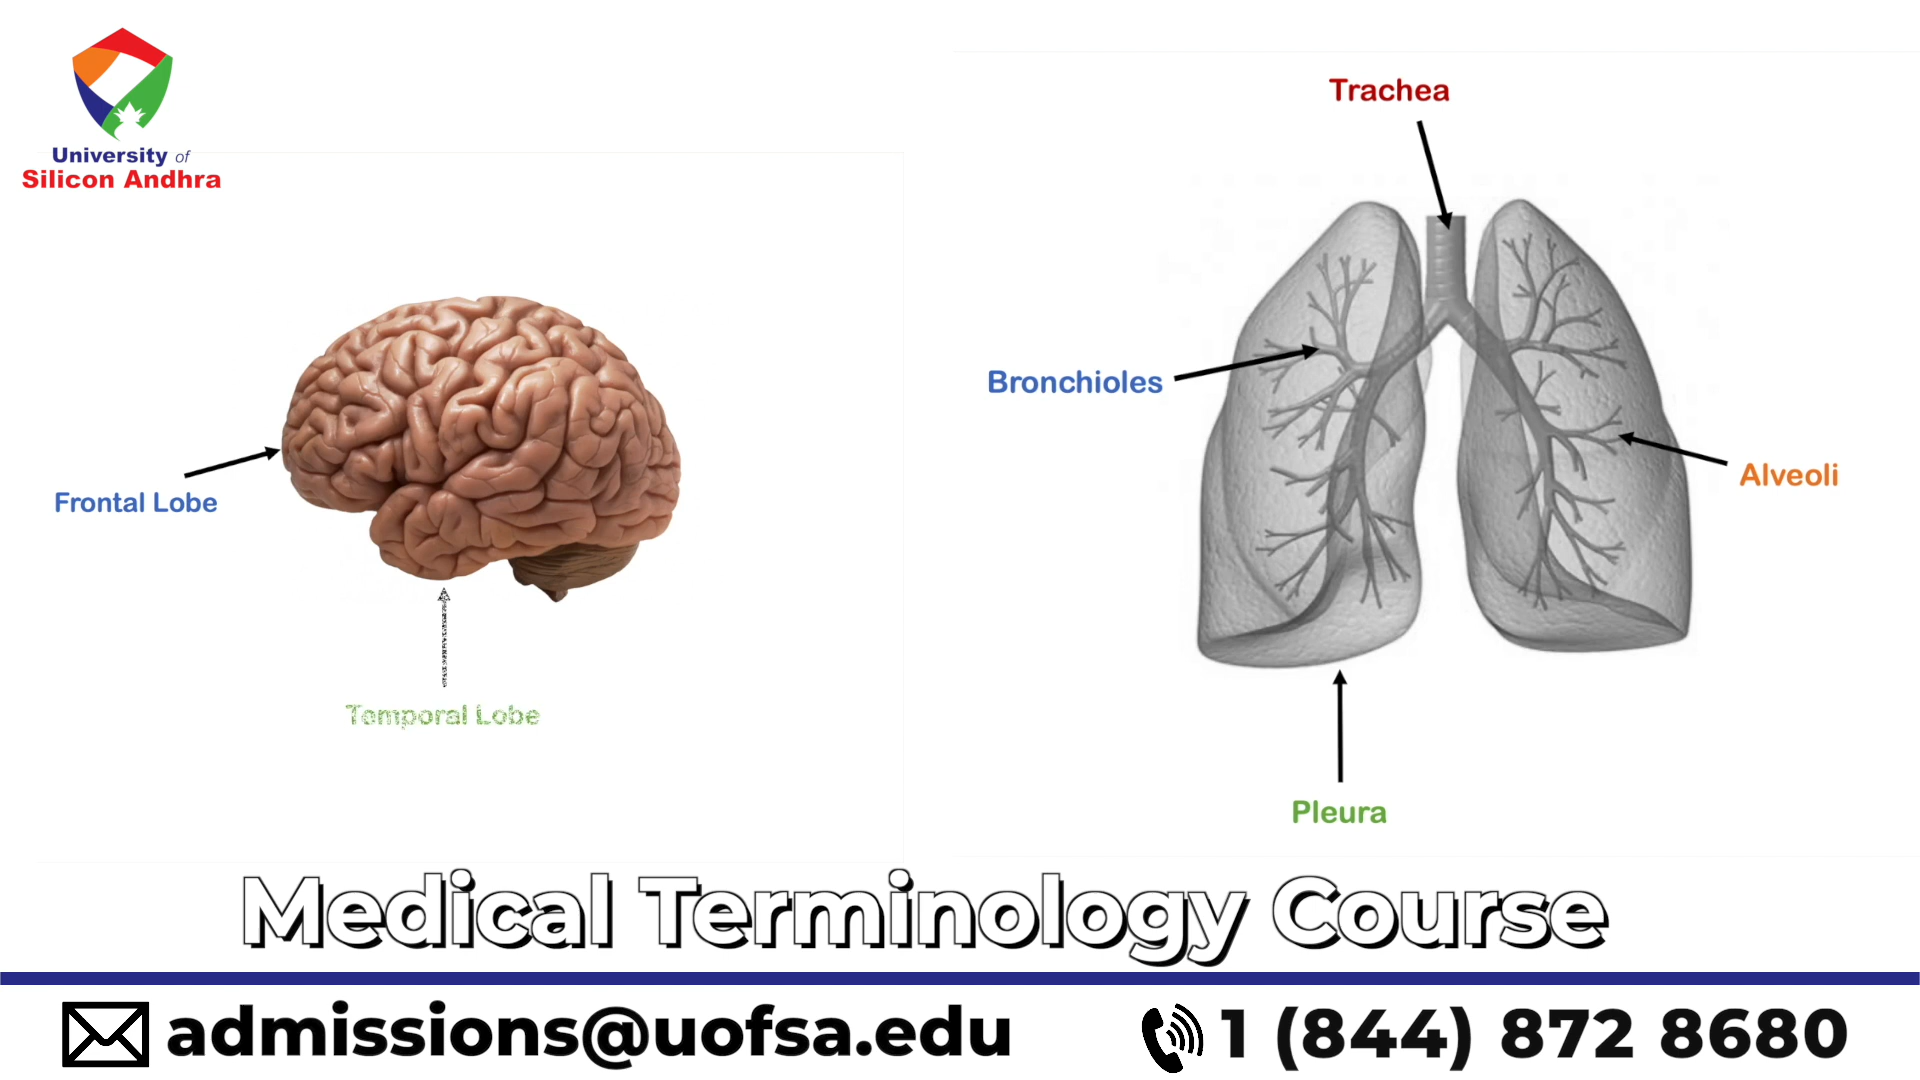 University of
Silicon Andhra
Trachea
Bronchioles
Alveoli
Frontal Lobe
Temporal Lobe
Pleura
Medical Terminology Course
admissions@uofsa.edu
1 (844) 872 8680